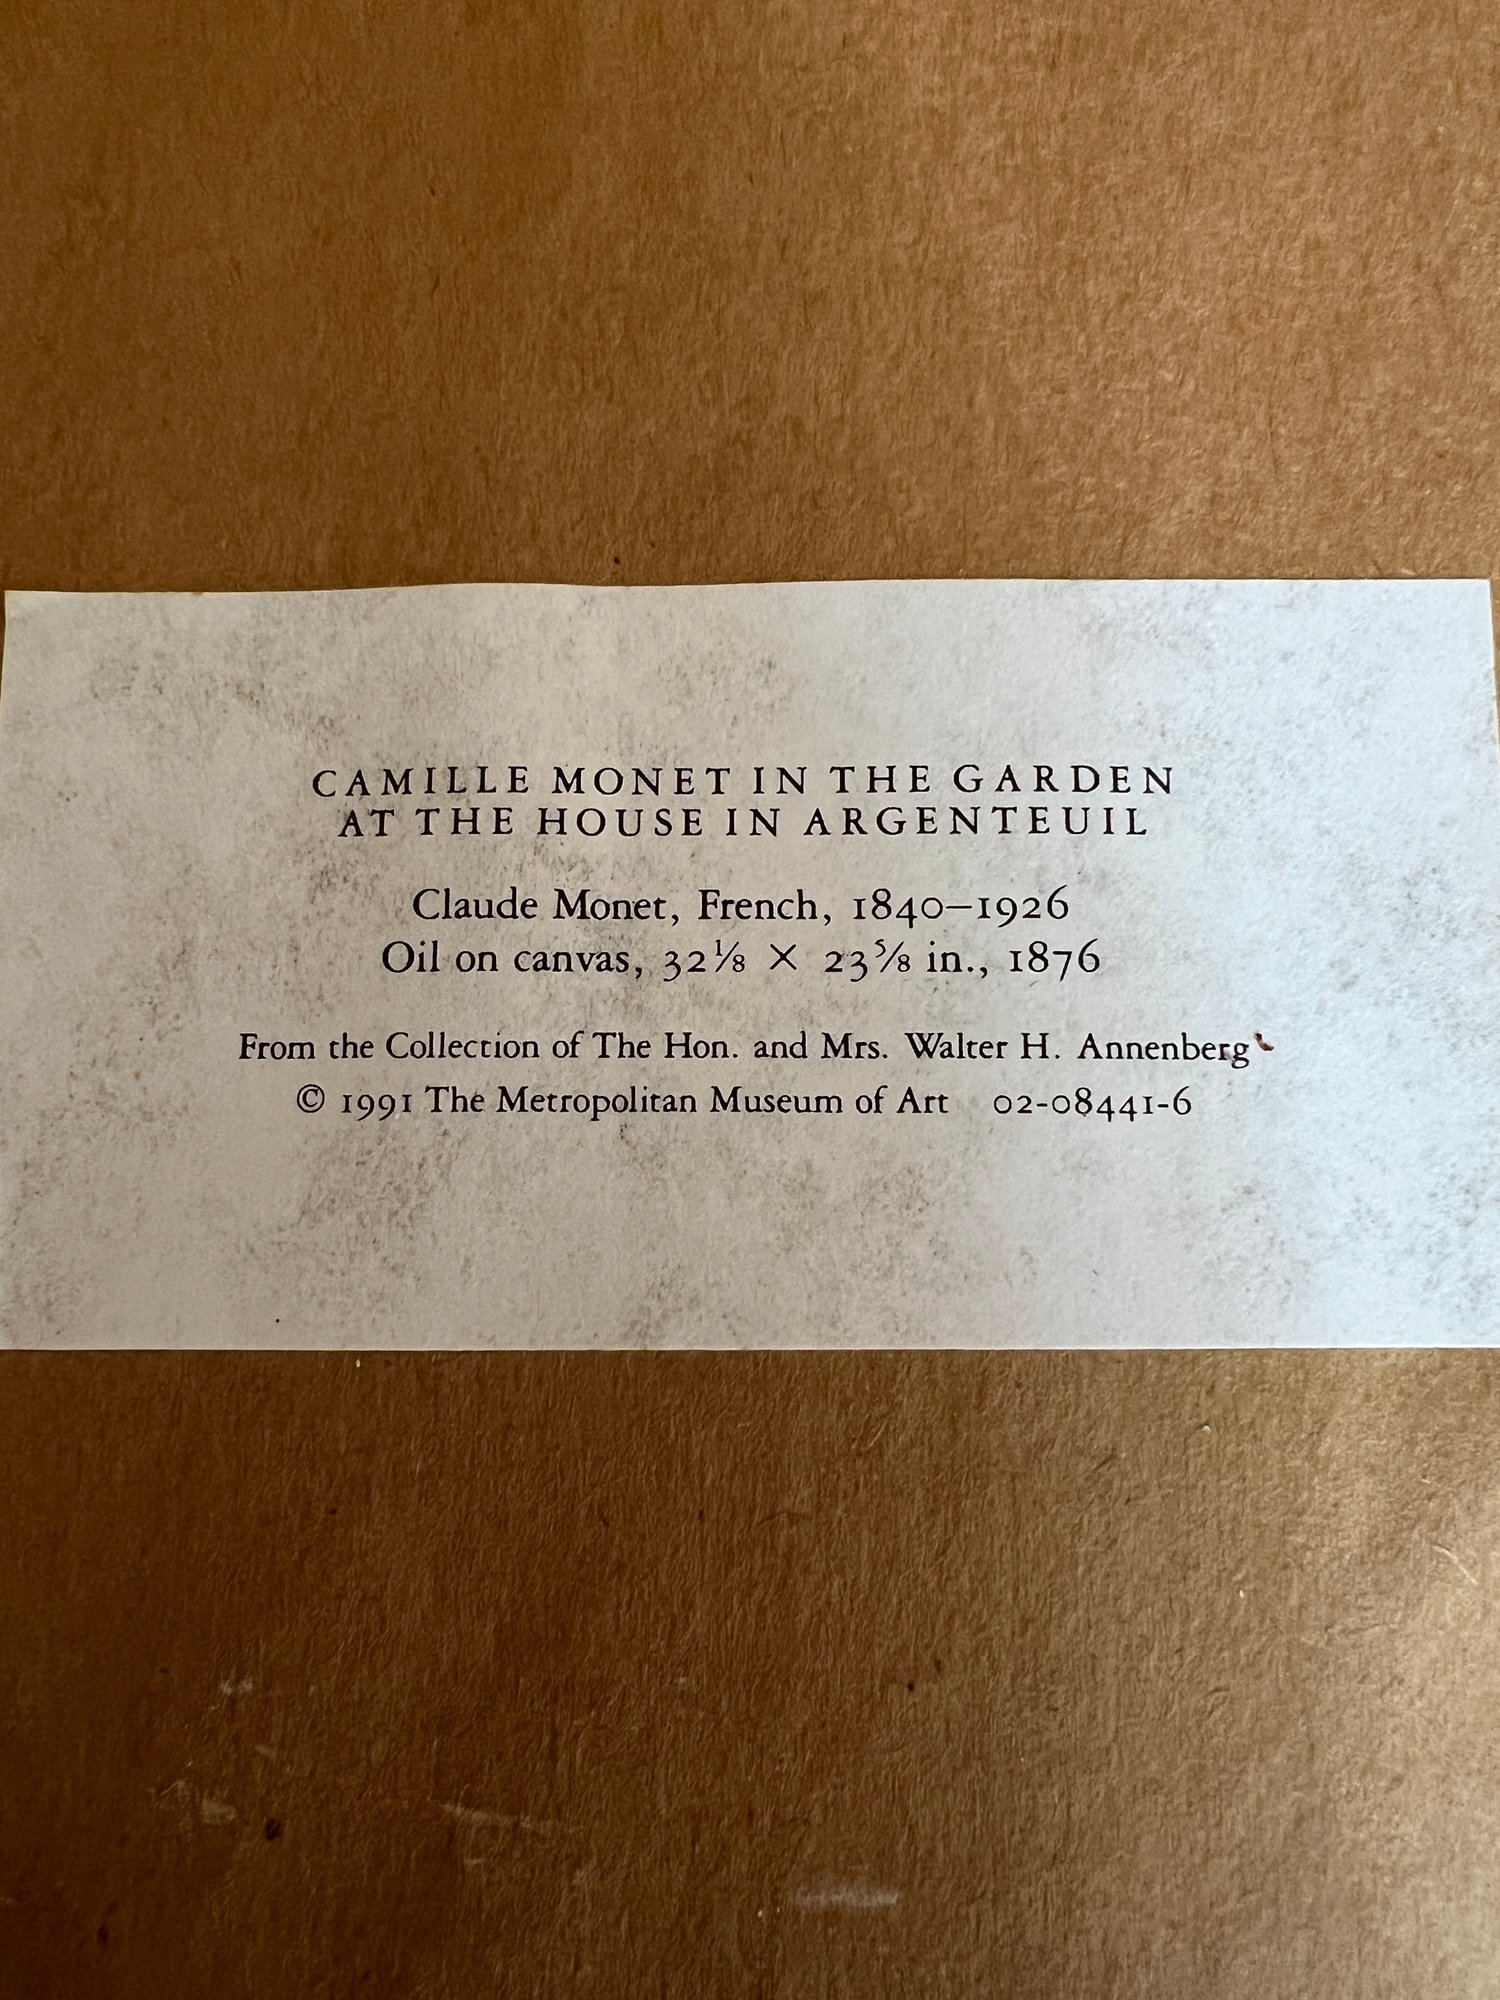 CAMILLE MONET IN THE GARDEN
AT THE HOUSE IN ARGENTEUIL
Claude Monet, French, 1840–1926
Oil on canvas, 32⅛ × 23⅝ in., 1876
From the Collection of The Hon. and Mrs. Walter H. Annenberg
© 1991 The Metropolitan Museum of Art 02-08441-6